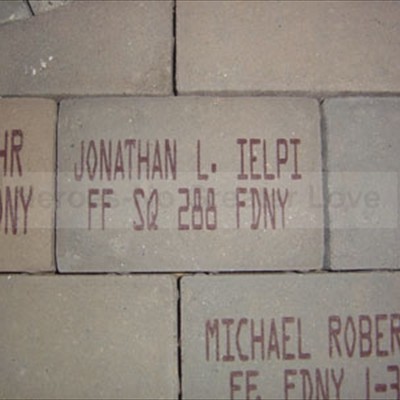 HR
DNY
JONATHAN L. IELPI
FF SQ 288 FDNY
MICHAEL ROBER
FF FDNY